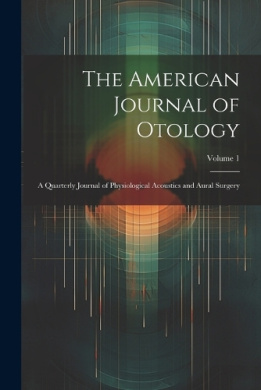 The American
Journal of
Otology
Volume 1
A Quarterly Journal of Physiological Acoustics and Aural Surgery